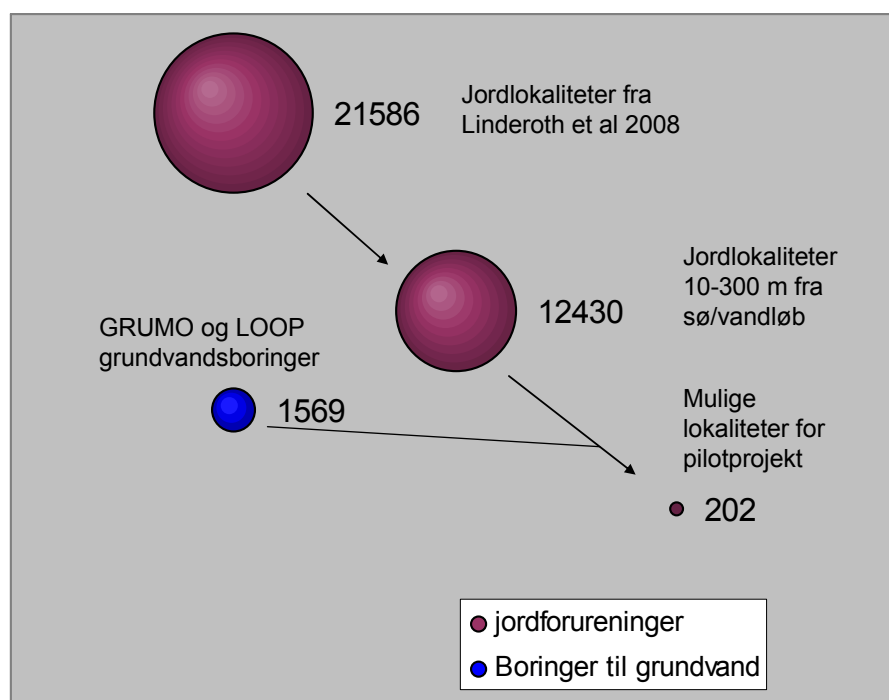 21586
Jordlokaliteter fra
Linderoth et al 2008
12430
Jordlokaliteter
10-300 m fra
sø/vandløb
GRUMO og LOOP
grundvandsboringer
1569
Mulige
lokaliteter for
pilotprojekt
202
jordforureninger
Boringer til grundvand